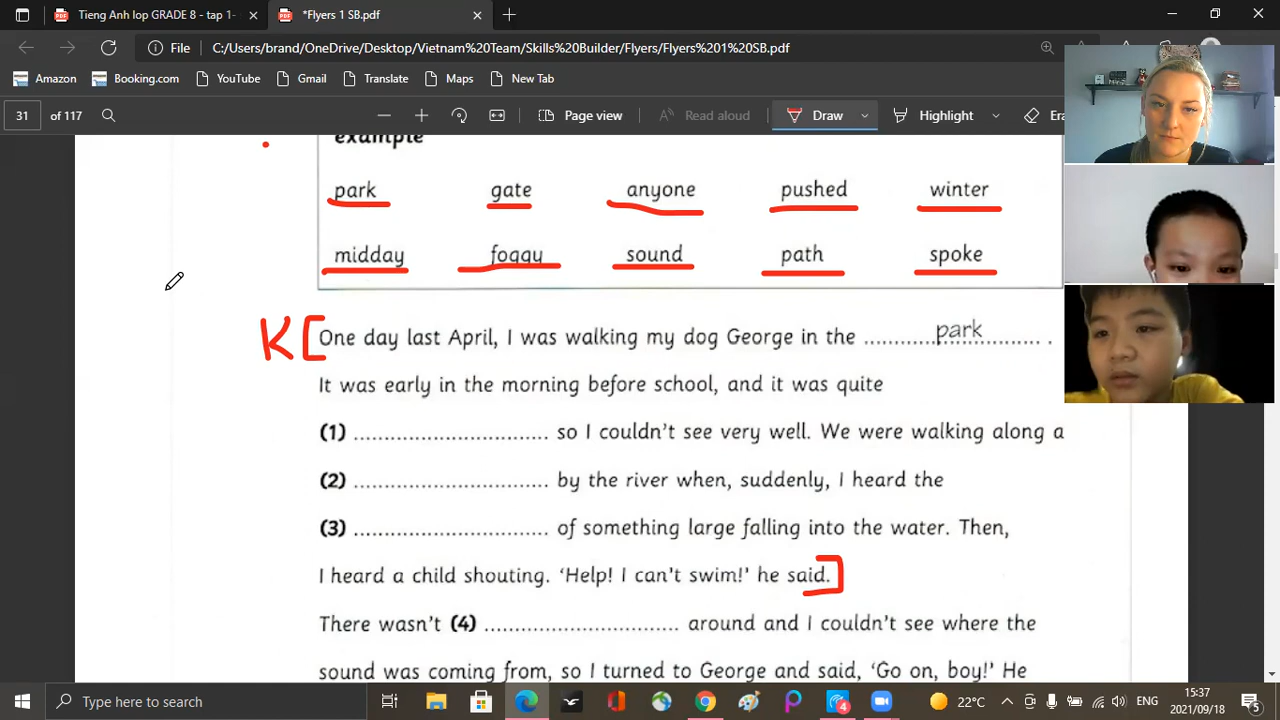 Tieng Anh lop GRADE 8 - tap 1-
*Flyers 1 SB.pdf
File C:/Users/brand/OneDrive/Desktop/Vietnam%20Team/Skills%20Builder/Flyers/Flyers%201%20SB.pdf
Amazon Booking.com YouTube Gmail Translate Maps New Tab
31 of 117 Page view Read aloud Draw Highlight Era
example
park gate anyone pushed winter
midday foggy sound path spoke
K [ One day last April, I was walking my dog George in the ........park........ .
It was early in the morning before school, and it was quite
(1) ................................ so I couldn't see very well. We were walking along a
(2) ................................ by the river when, suddenly, I heard the
(3) ................................ of something large falling into the water. Then,
I heard a child shouting. 'Help! I can't swim!' he said. ]
There wasn't (4) ................................ around and I couldn't see where the
sound was coming from, so I turned to George and said, 'Go on, boy!' He
Type here to search
4
22°C
ENG
15:37
2021/09/18
5